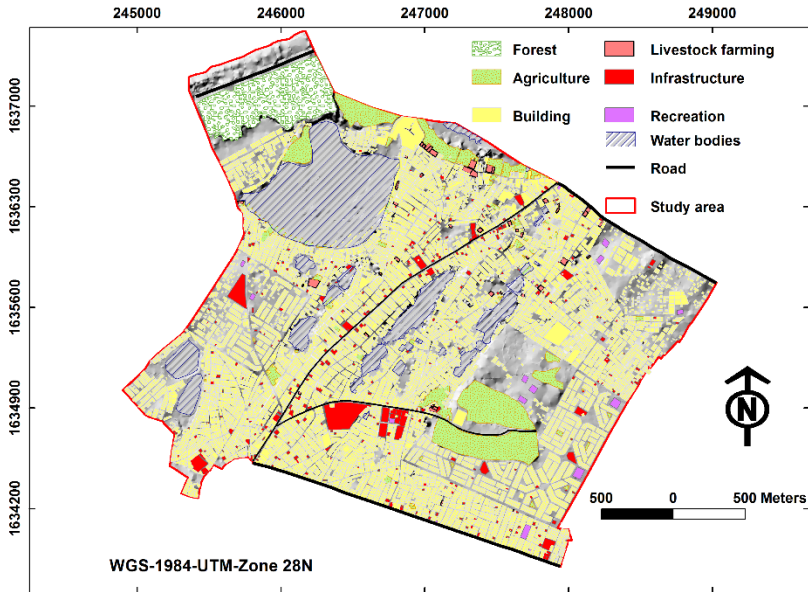 245000 246000 247000 248000 249000
Forest Livestock farming
Agriculture Infrastructure
Building Recreation
Water bodies
Road
Study area
1637000
1636300
1635600
1634900
1634200
N
500 0 500 Meters
WGS-1984-UTM-Zone 28N